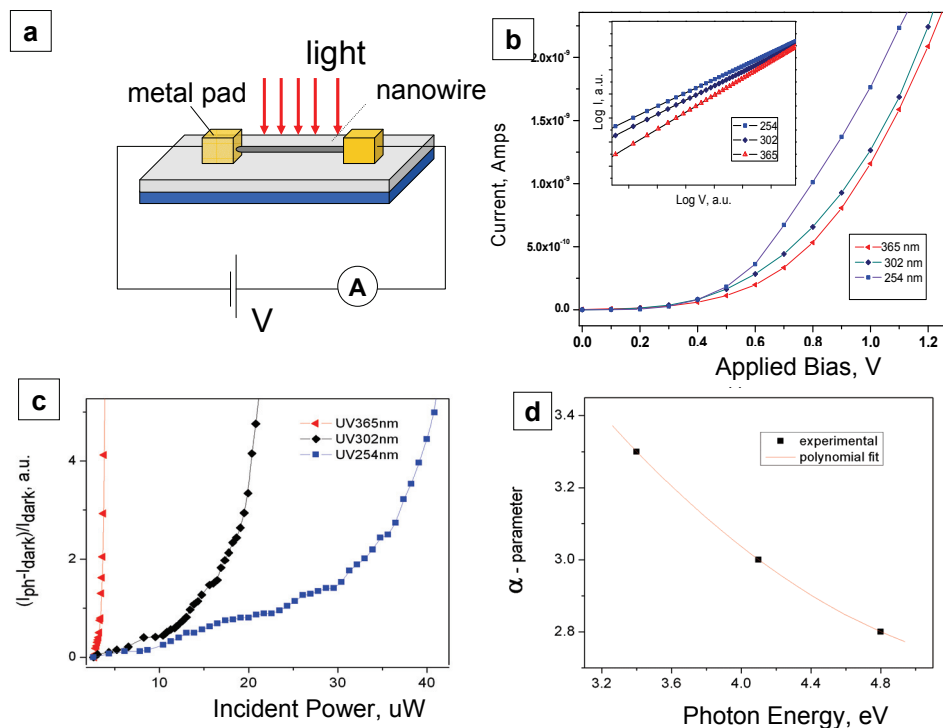 a
light
metal pad
nanowire
V
A
b
Current, Amps
2.0x10⁻⁹
1.5x10⁻⁹
1.0x10⁻⁹
5.0x10⁻¹⁰
0.0
0.0 0.2 0.4 0.6 0.8 1.0 1.2
Applied Bias, V
Log I, a.u.
Log V, a.u.
254
302
365
365 nm
302 nm
254 nm
c
(Iph-Idark)/Idark, a.u.
4
2
0
10 20 30 40
Incident Power, uW
UV365nm
UV302nm
UV254nm
d
α - parameter
3.4
3.2
3.0
2.8
3.2 3.6 4.0 4.4 4.8
Photon Energy, eV
experimental
polynomial fit